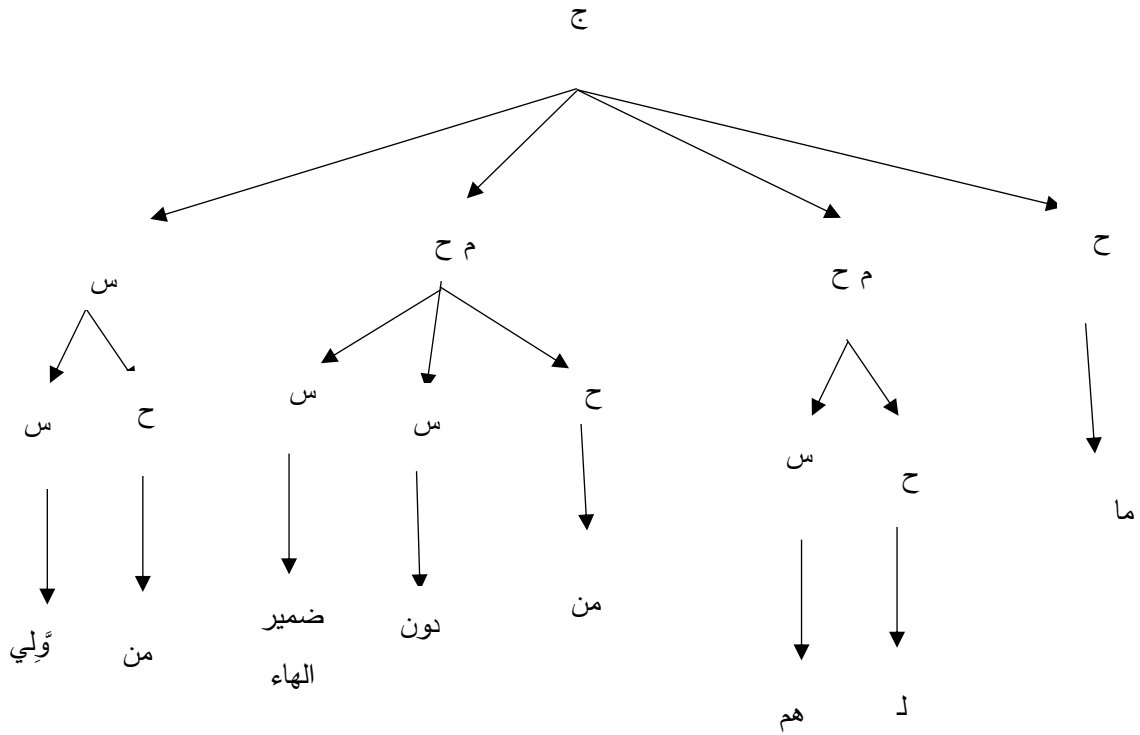 ج
ح
م ح
م ح
س
ح
س
ح
س
س
ح
س
ما
لـ
هم
من
دون
ضمير
الهاء
من
وَّلِي